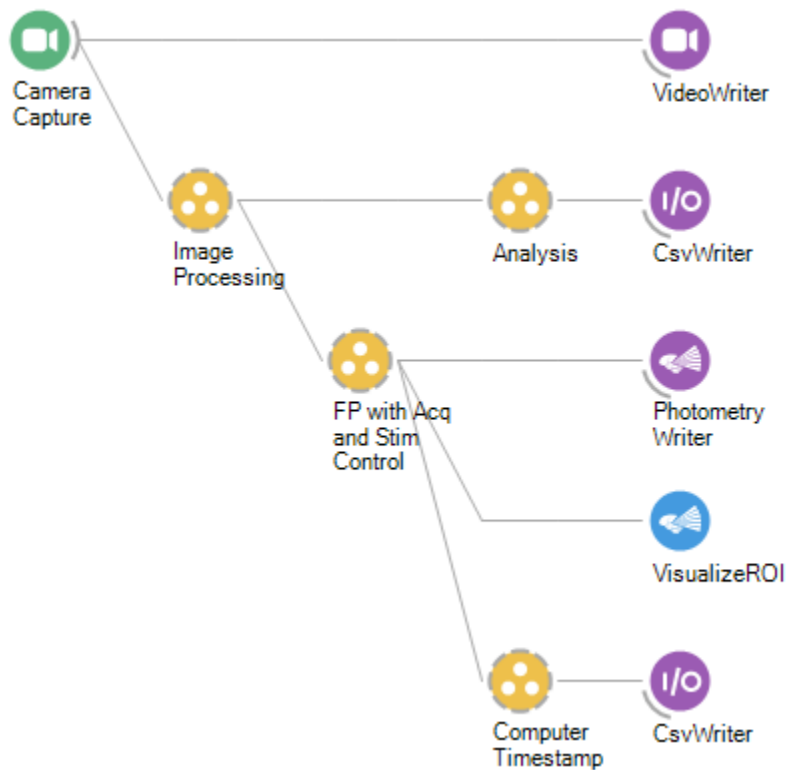 Camera
Capture
VideoWriter
Image
Processing
Analysis
I/O
CsvWriter
FP with Acq
and Stim
Control
Photometry
Writer
VisualizeROI
Computer
Timestamp
I/O
CsvWriter